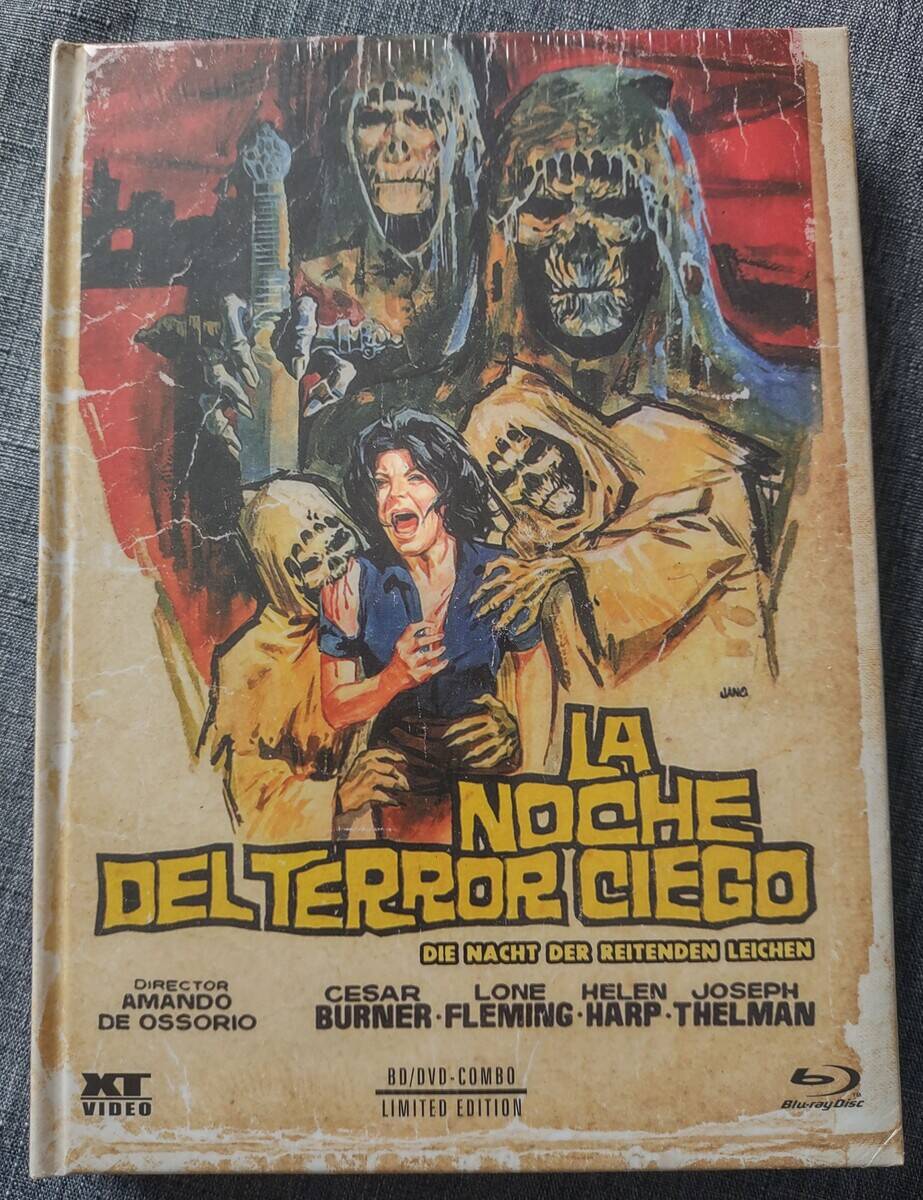 JANO
LA
NOCHE
DEL TERROR CIEGO
DIE NACHT DER REITENDEN LEICHEN
DIRECTOR
AMANDO
DE OSSORIO
CESAR LONE HELEN JOSEPH
BURNER · FLEMING · HARP · THELMAN
XT
VIDEO
BD/DVD-COMBO
LIMITED EDITION
Blu-ray Disc